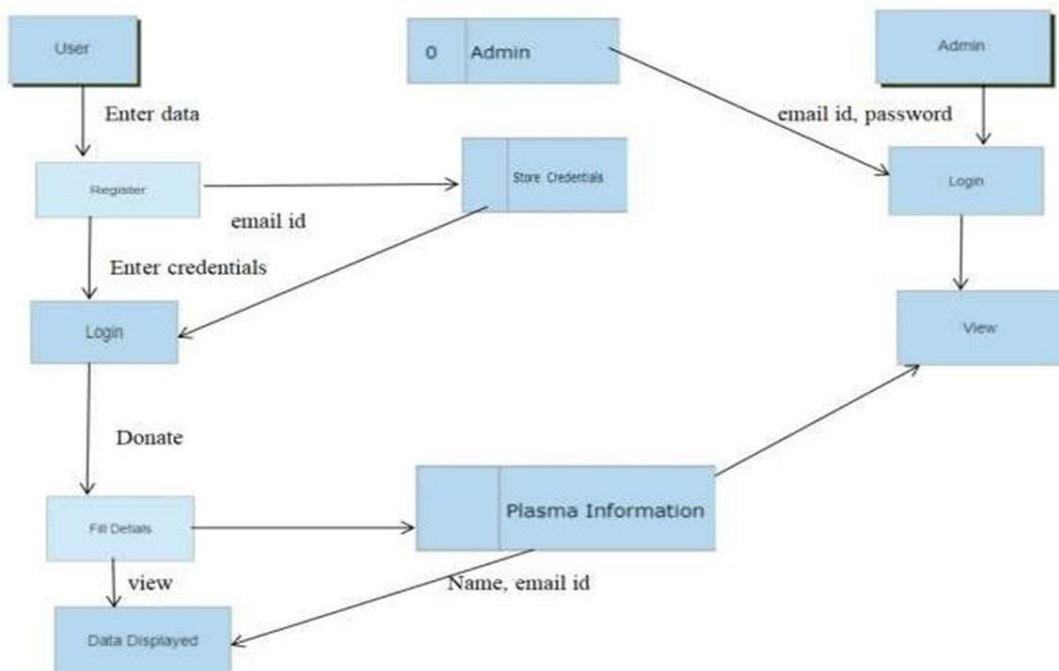 User
0 Admin
Admin
Enter data
email id, password
Register
Store Credentials
Login
email id
Enter credentials
Login
View
Donate
Fill Detials
Plasma Information
view
Name, email id
Data Displayed